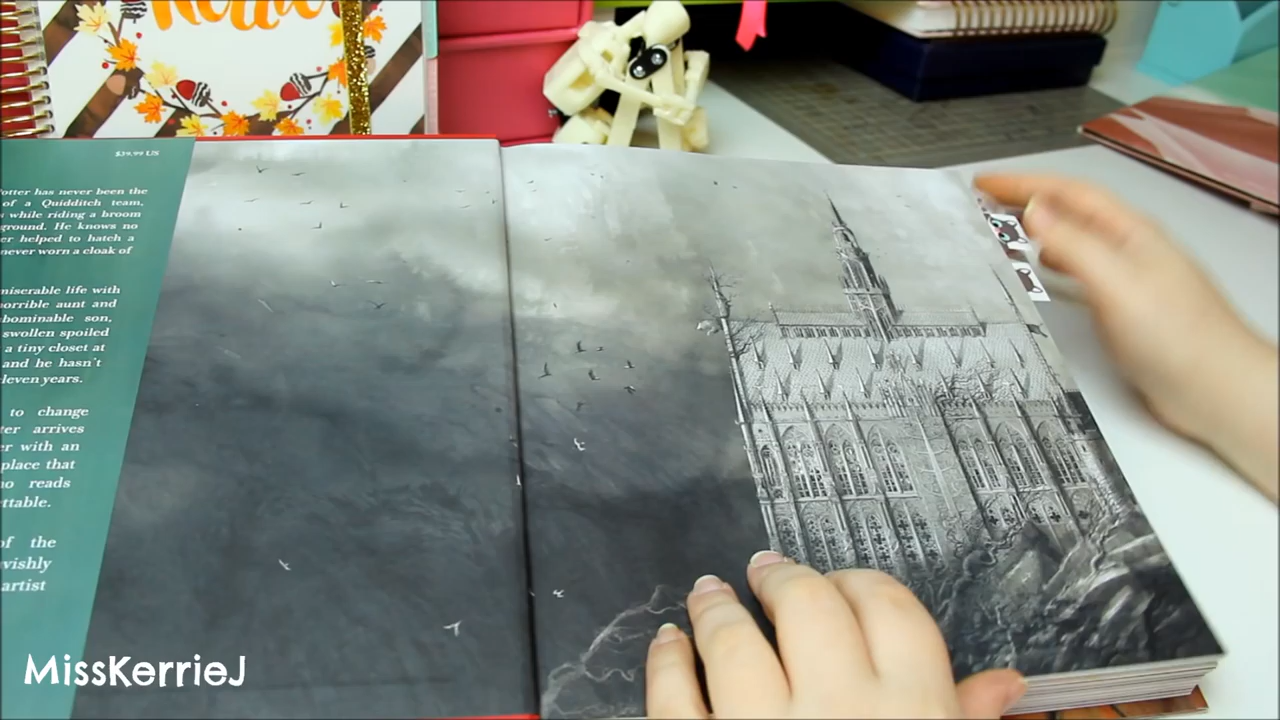 Kerrie
$39.99 US
otter has never been the
of a Quidditch team,
while riding a broom
ground. He knows no
er helped to hatch a
never worn a cloak of
miserable life with
horrible aunt and
abominable son,
swollen spoiled
a tiny closet at
and he hasn't
eleven years.
to change
ter arrives
er with an
place that
ho reads
ettable.
of the
vishly
artist
MissKerrieJ